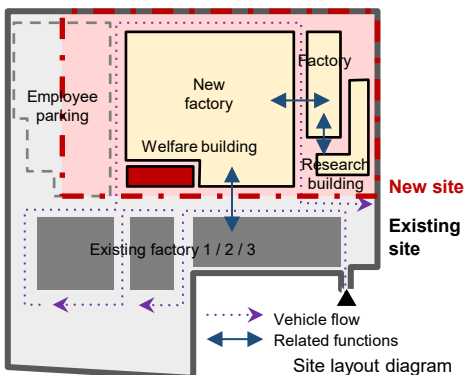 Factory
New
factory
Employee
parking
Welfare building
Research
building
New site
Existing
site
Existing factory 1 / 2 / 3
Vehicle flow
Related functions
Site layout diagram